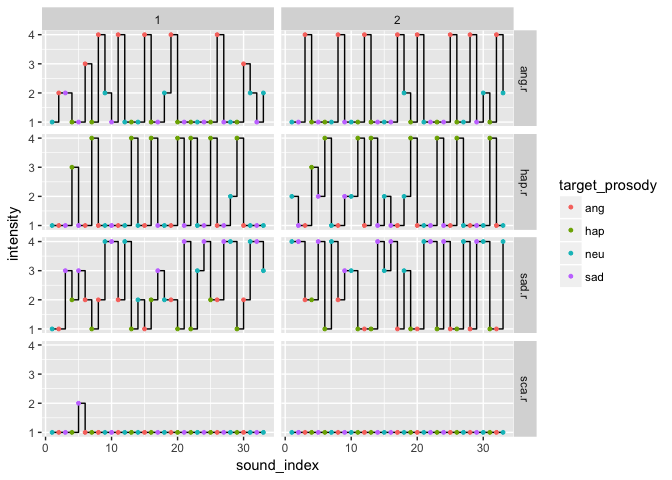 1 2
4
3
2
1
ang.r
4
3
2
1
hap.r
4
3
2
1
sad.r
4
3
2
1
sca.r
0 10 20 30 0 10 20 30
sound_index
intensity
target_prosody
ang
hap
neu
sad